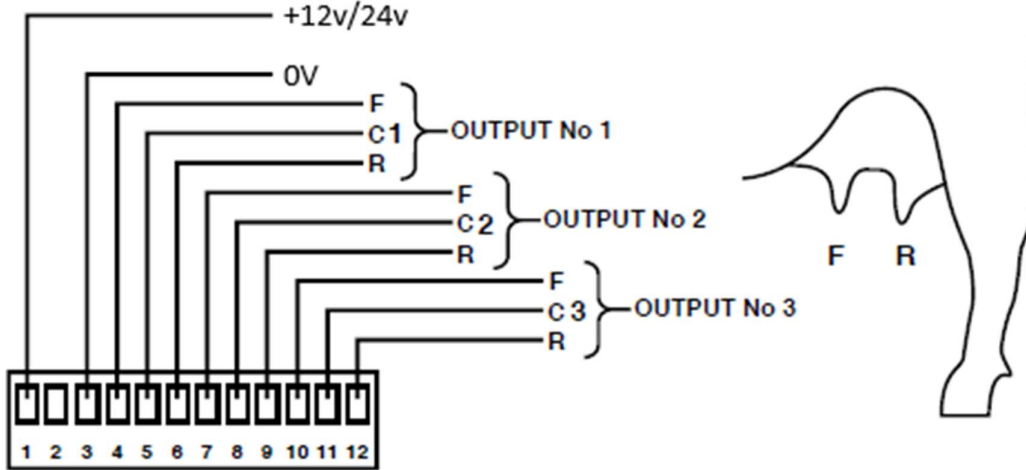 +12v/24v
0V
F
C1
R
OUTPUT No 1
F
C2
R
OUTPUT No 2
F
C3
R
OUTPUT No 3
F R
1 2 3 4 5 6 7 8 9 10 11 12